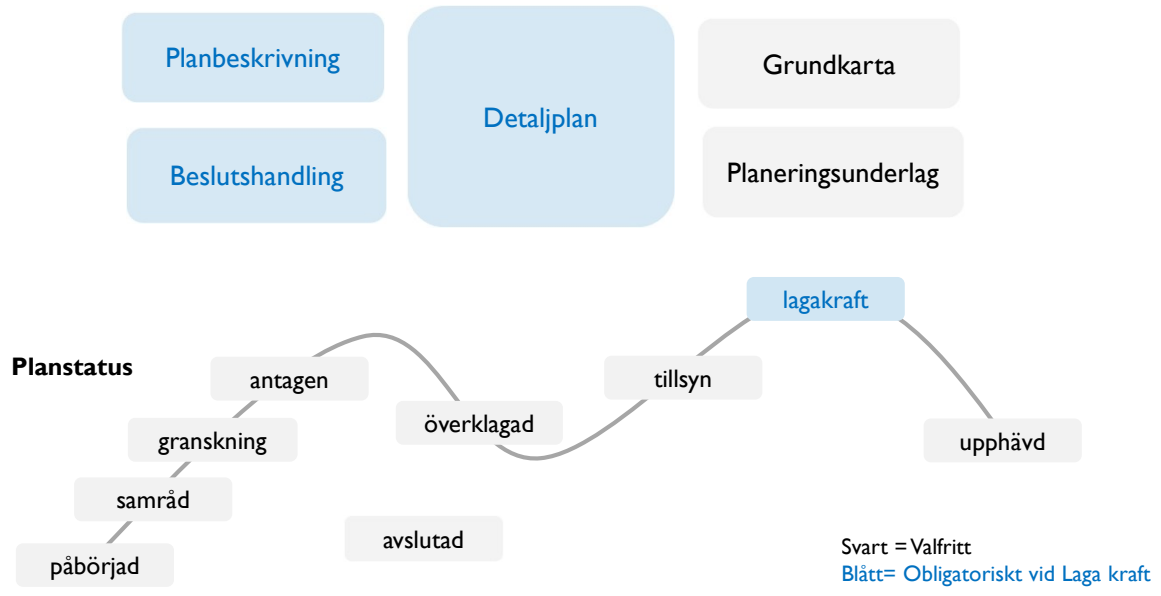 Planbeskrivning
Detaljplan
Grundkarta
Beslutshandling
Planeringsunderlag
lagakraft
Planstatus
antagen
tillsyn
överklagad
granskning
upphävd
samråd
avslutad
påbörjad
Svart = Valfritt
Blått= Obligatoriskt vid Laga kraft